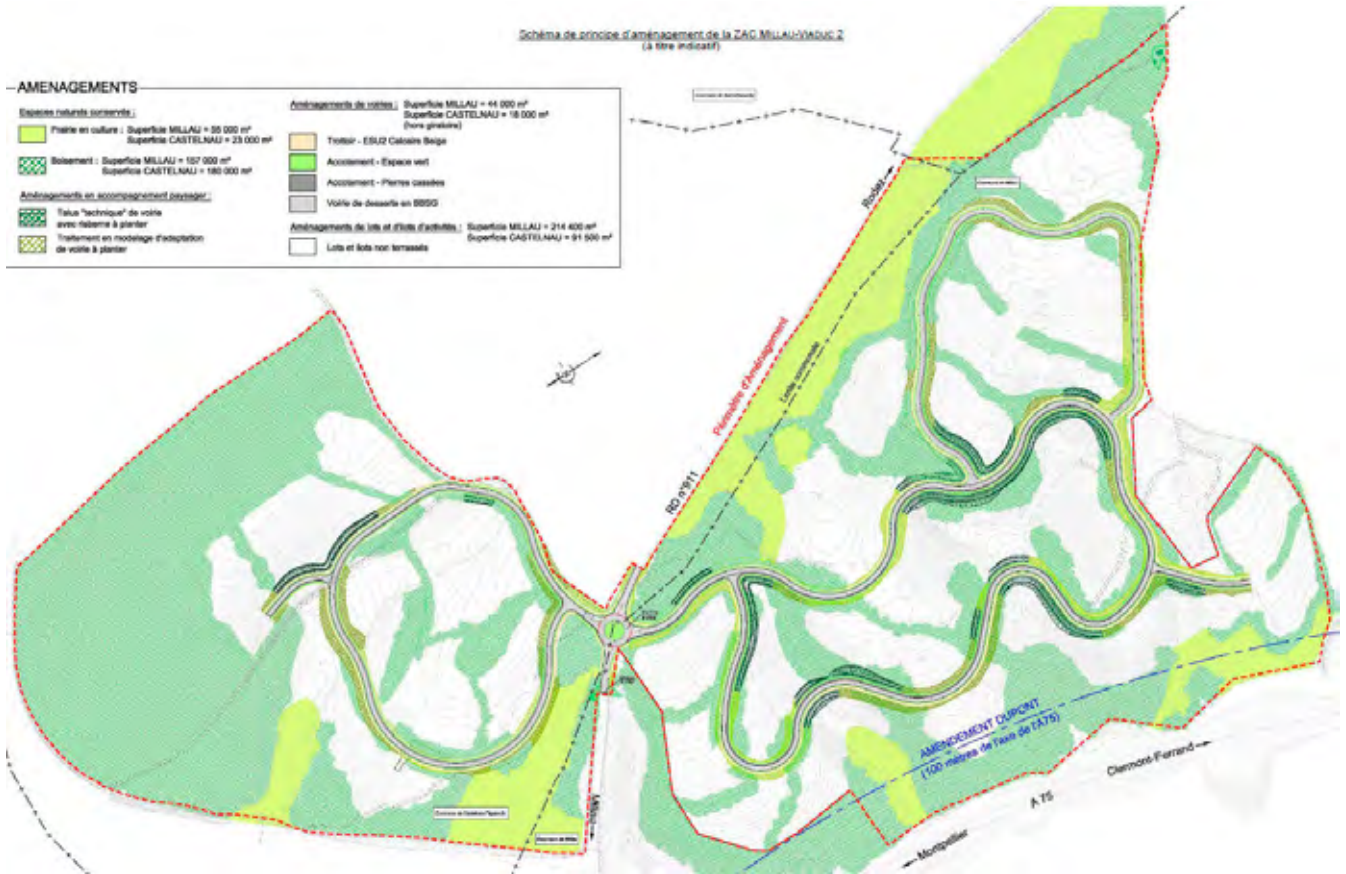 Schéma de principe d'aménagement de la ZAC MILLAU-VIADUC 2
(à titre indicatif)
AMENAGEMENTS
Espaces naturels conservés :
Prairie en culture : Superficie MILLAU = 55 000 m²
Superficie CASTELNAU = 23 000 m²
Boisement : Superficie MILLAU = 157 000 m²
Superficie CASTELNAU = 180 000 m²
Aménagements en accompagnement paysager :
Talus "technique" de voirie
avec risberme à planter
Traitement en modelage d'adaptation
de voirie à planter
Aménagements de voiries : Superficie MILLAU = 44 000 m²
Superficie CASTELNAU = 18 000 m²
(hors giratoire)
Trottoir - ESU2 Calcaire Beige
Accotement - Espace vert
Accotement - Pierres cassées
Voirie de desserte en BBSG
Aménagements de lots et d'îlots d'activités : Superficie MILLAU = 214 400 m²
Superficie CASTELNAU = 91 500 m²
Lots et îlots non terrassés
Rodez
Périmètre d'Aménagement
Limite communale
RD n°911
AMENDEMENT DUPONT
(100 mètres de l'axe de l'A75)
Clermont-Ferrand
A 75
Montpellier